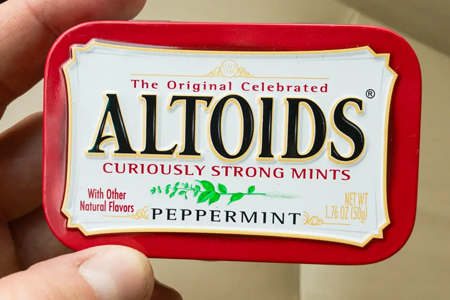 The Original Celebrated
ALTOIDS®
CURIOUSLY STRONG MINTS
With Other
Natural Flavors
PEPPERMINT
NET WT
1.76 OZ (50g)